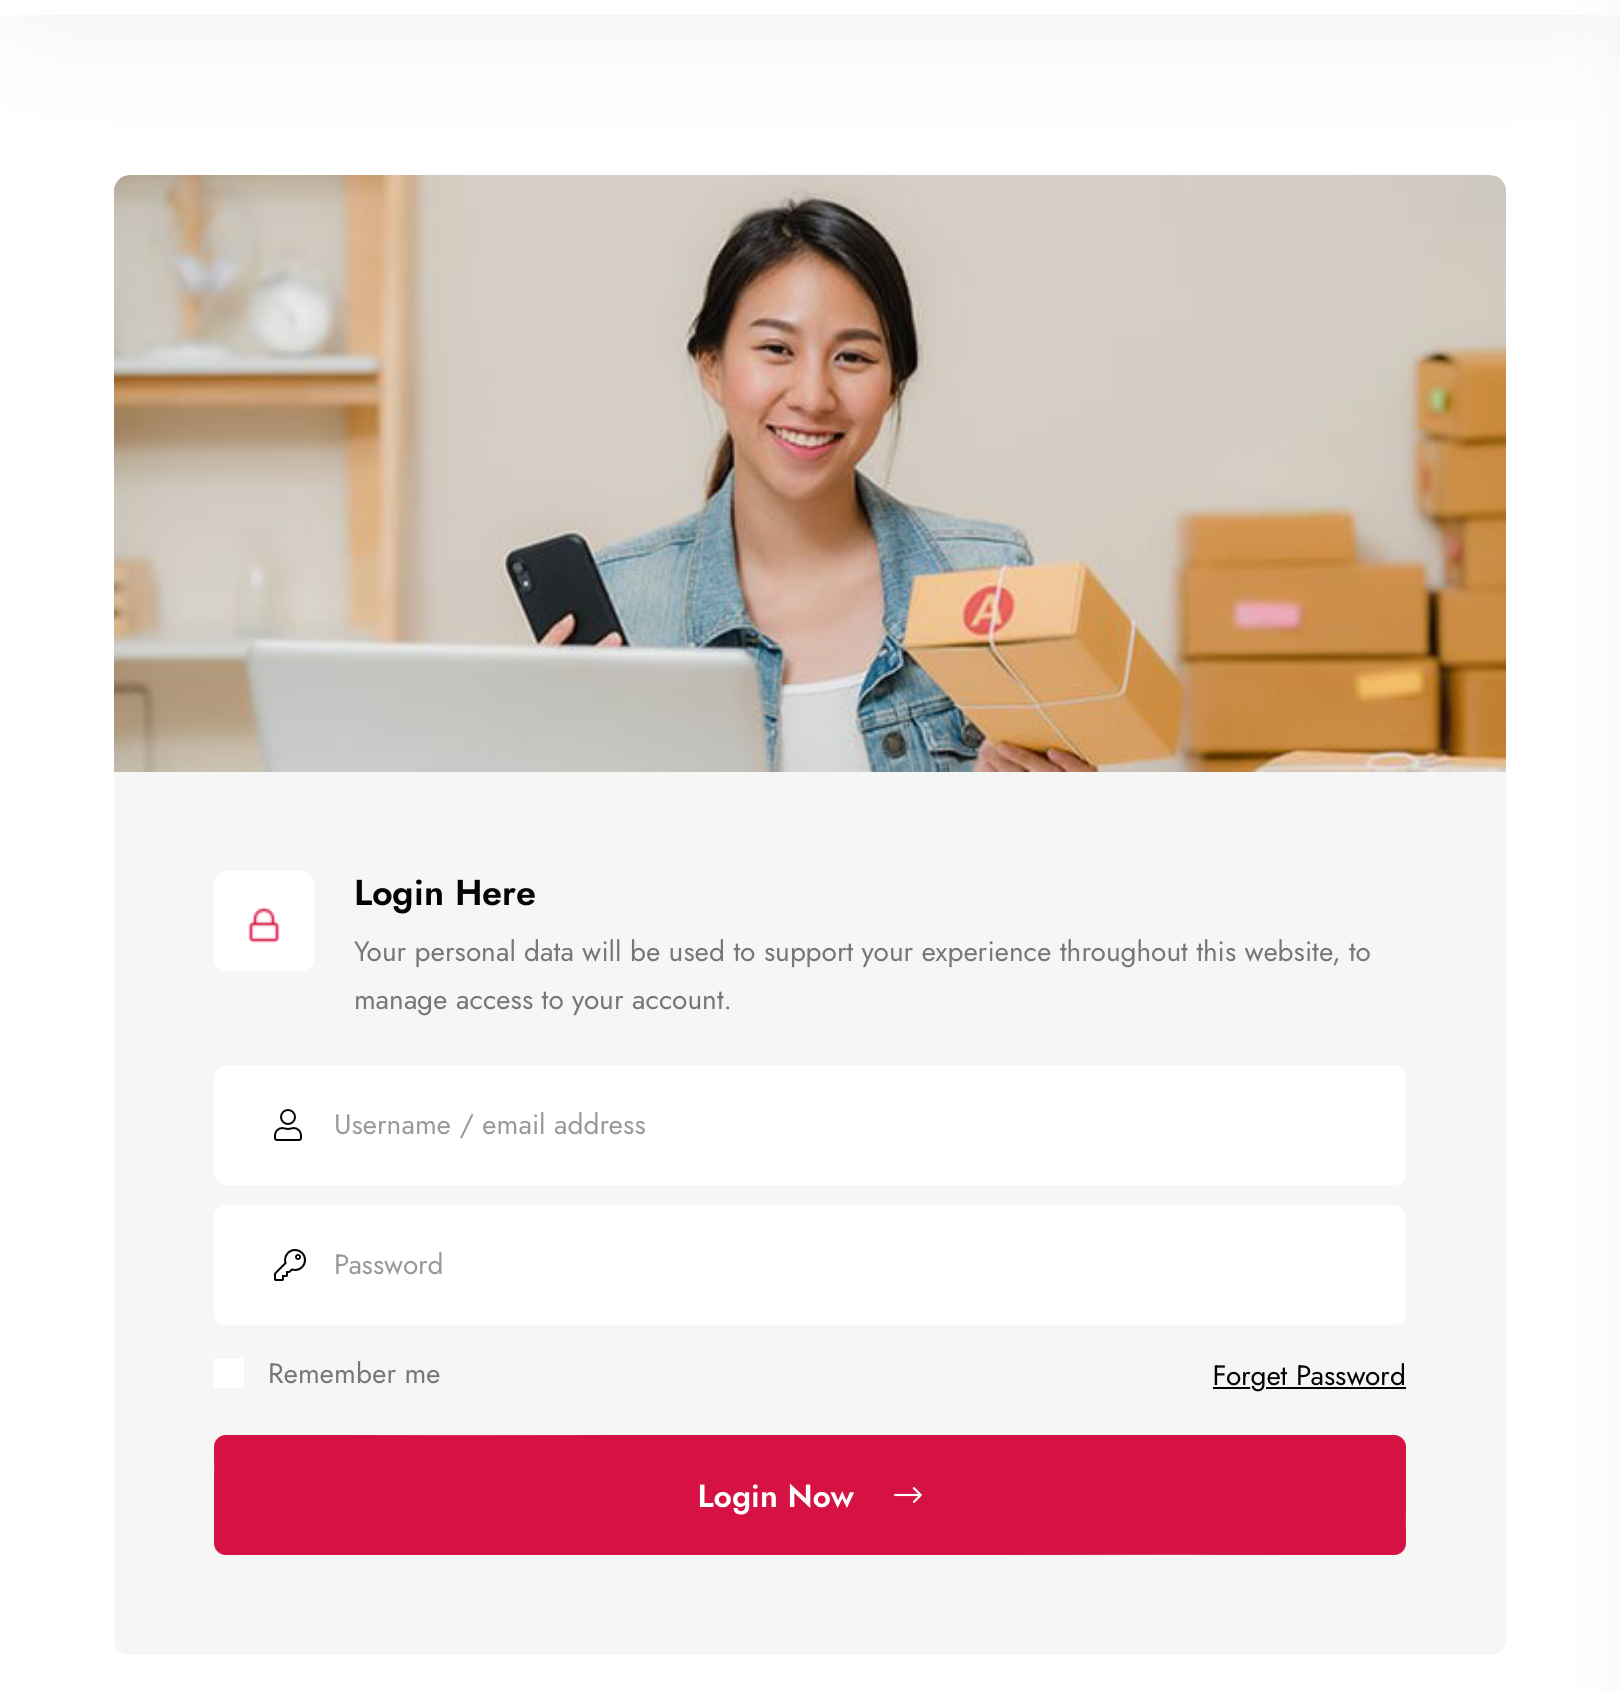 A
Login Here
Your personal data will be used to support your experience throughout this website, to
manage access to your account.
Username / email address
Password
Remember me
Forget Password
Login Now